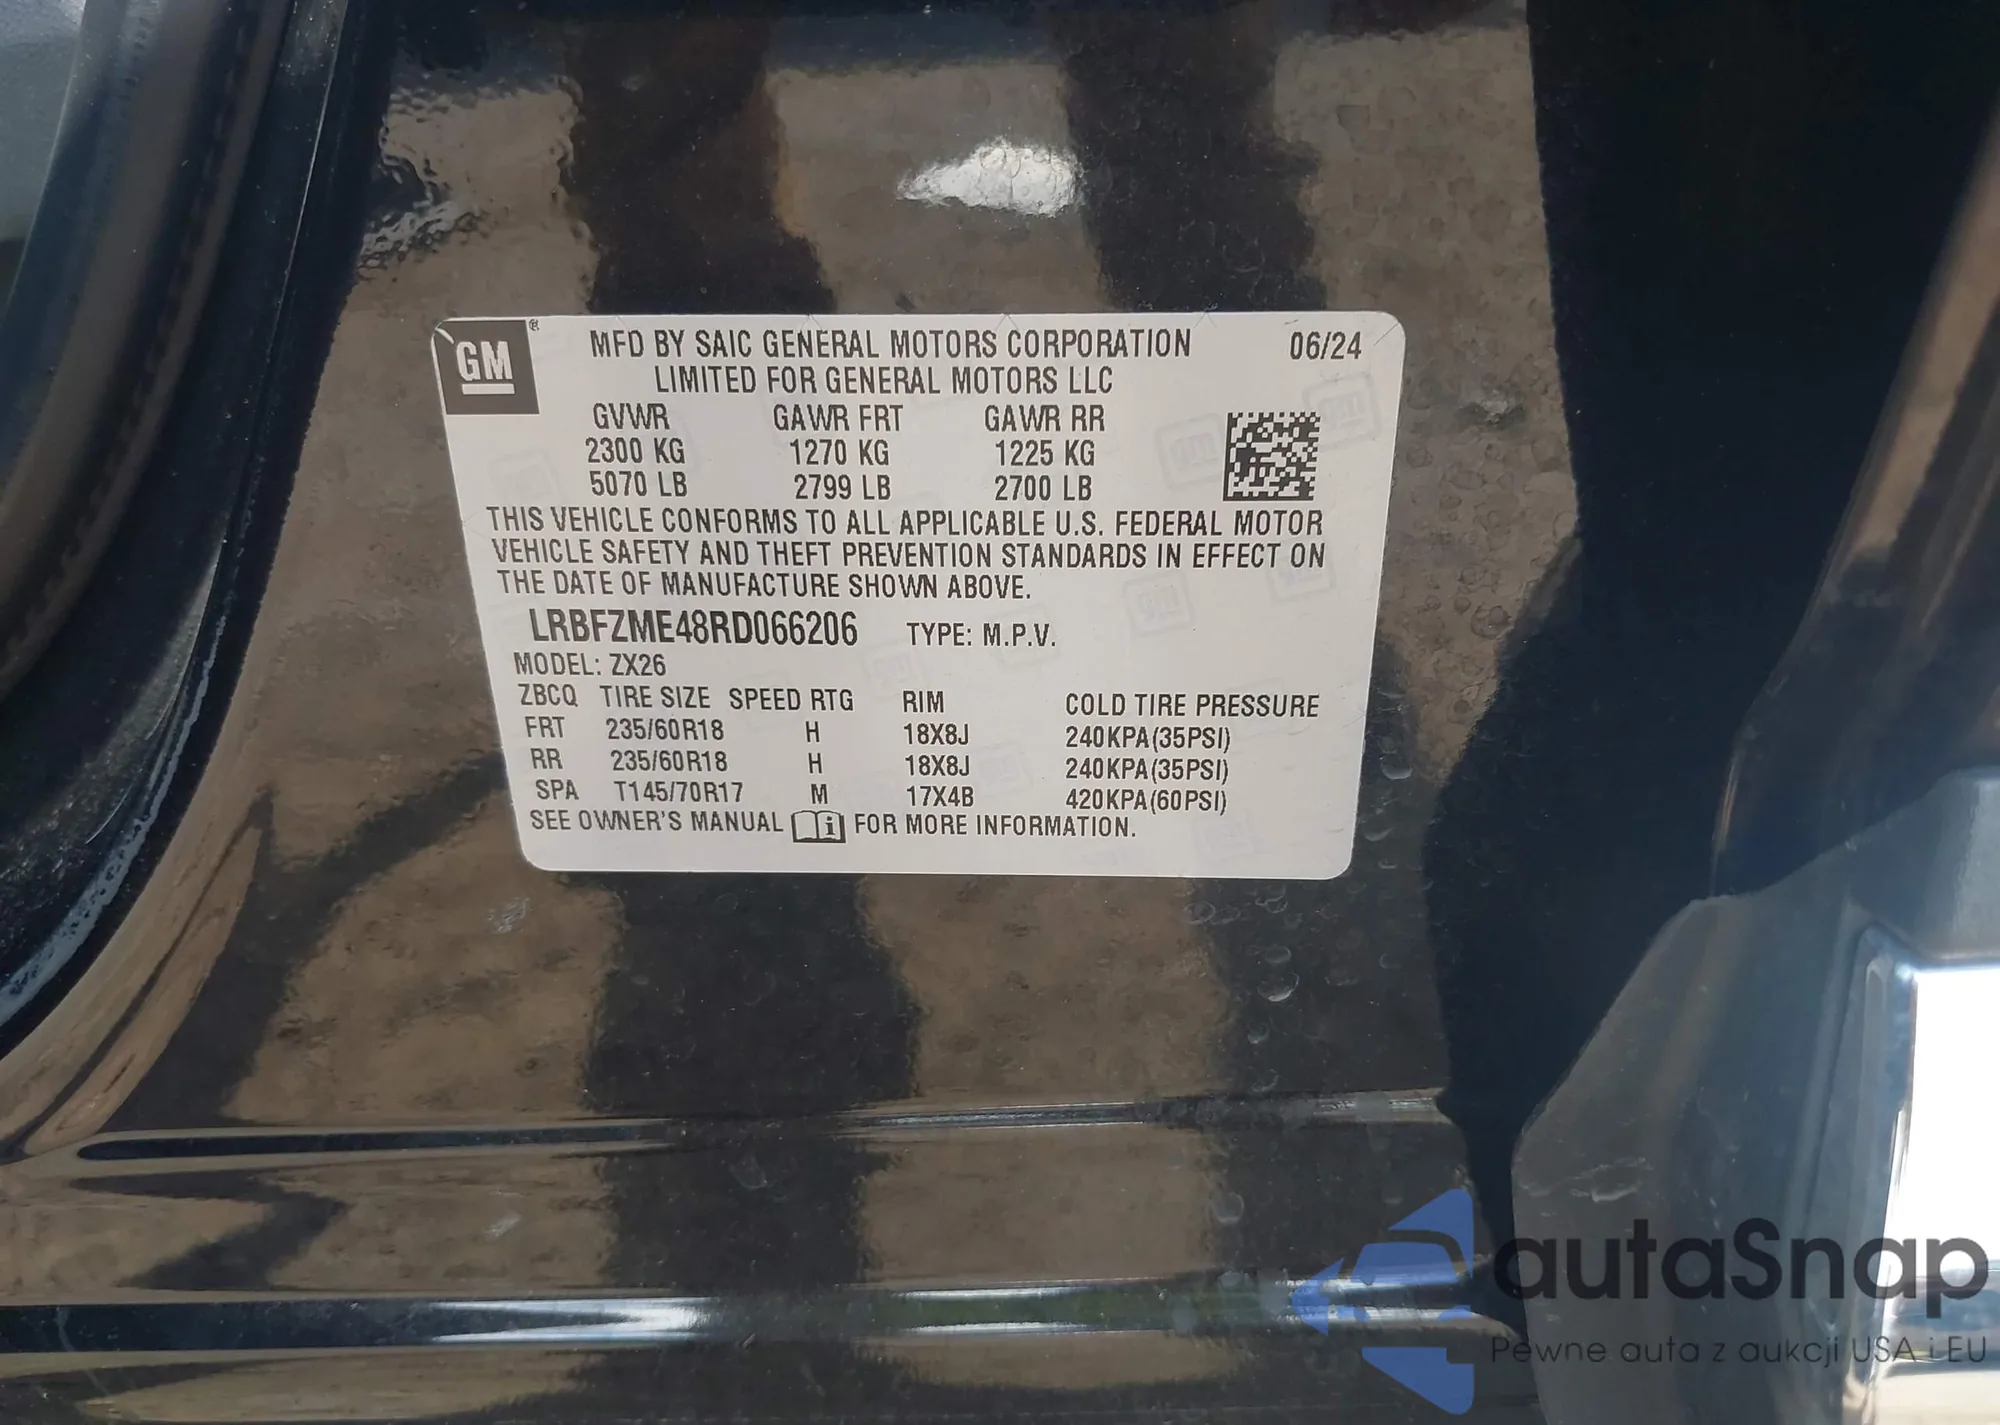 GM ® MFD BY SAIC GENERAL MOTORS CORPORATION 06/24
LIMITED FOR GENERAL MOTORS LLC
GVWR GAWR FRT GAWR RR
2300 KG 1270 KG 1225 KG
5070 LB 2799 LB 2700 LB
THIS VEHICLE CONFORMS TO ALL APPLICABLE U.S. FEDERAL MOTOR
VEHICLE SAFETY AND THEFT PREVENTION STANDARDS IN EFFECT ON
THE DATE OF MANUFACTURE SHOWN ABOVE.
LRBFZME48RD066206 TYPE: M.P.V.
MODEL: ZX26
ZBCQ TIRE SIZE SPEED RTG RIM COLD TIRE PRESSURE
FRT 235/60R18 H 18X8J 240KPA(35PSI)
RR 235/60R18 H 18X8J 240KPA(35PSI)
SPA T145/70R17 M 17X4B 420KPA(60PSI)
SEE OWNER'S MANUAL i FOR MORE INFORMATION.
autaSnap
Pewne auta z aukcji USA i EU